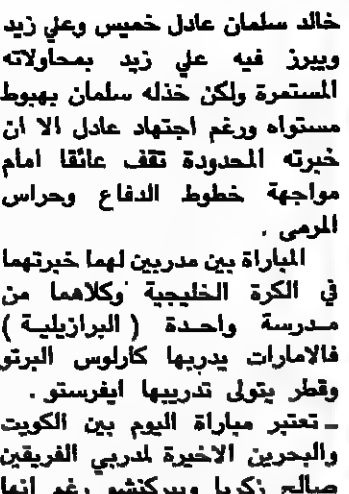 خالد سلمان عادل خميس وعلي زيد
ويبرز فيه علي زيد بمحاولاته
المستمرة ولكن خذله سلمان بهبوط
مستواه ورغم اجتهاد عادل الا ان
خبرته المحدودة تقف عائقا امام
مواجهة خطوط الدفاع وحراس
المرمى .
المباراة بين مدربين لهما خبرتهما
في الكرة الخليجية وكلاهما من
مدرسة واحدة ( البرازيلية )
فالامارات يدربها كارلوس البرتو
وقطر يتولى تدريبها ايفرستو .
ـ تعتبر مباراة اليوم بين الكويت
والبحرين الاخيرة لمدربي الفريقين
صالح زكريا وبيركنشو رغم انها